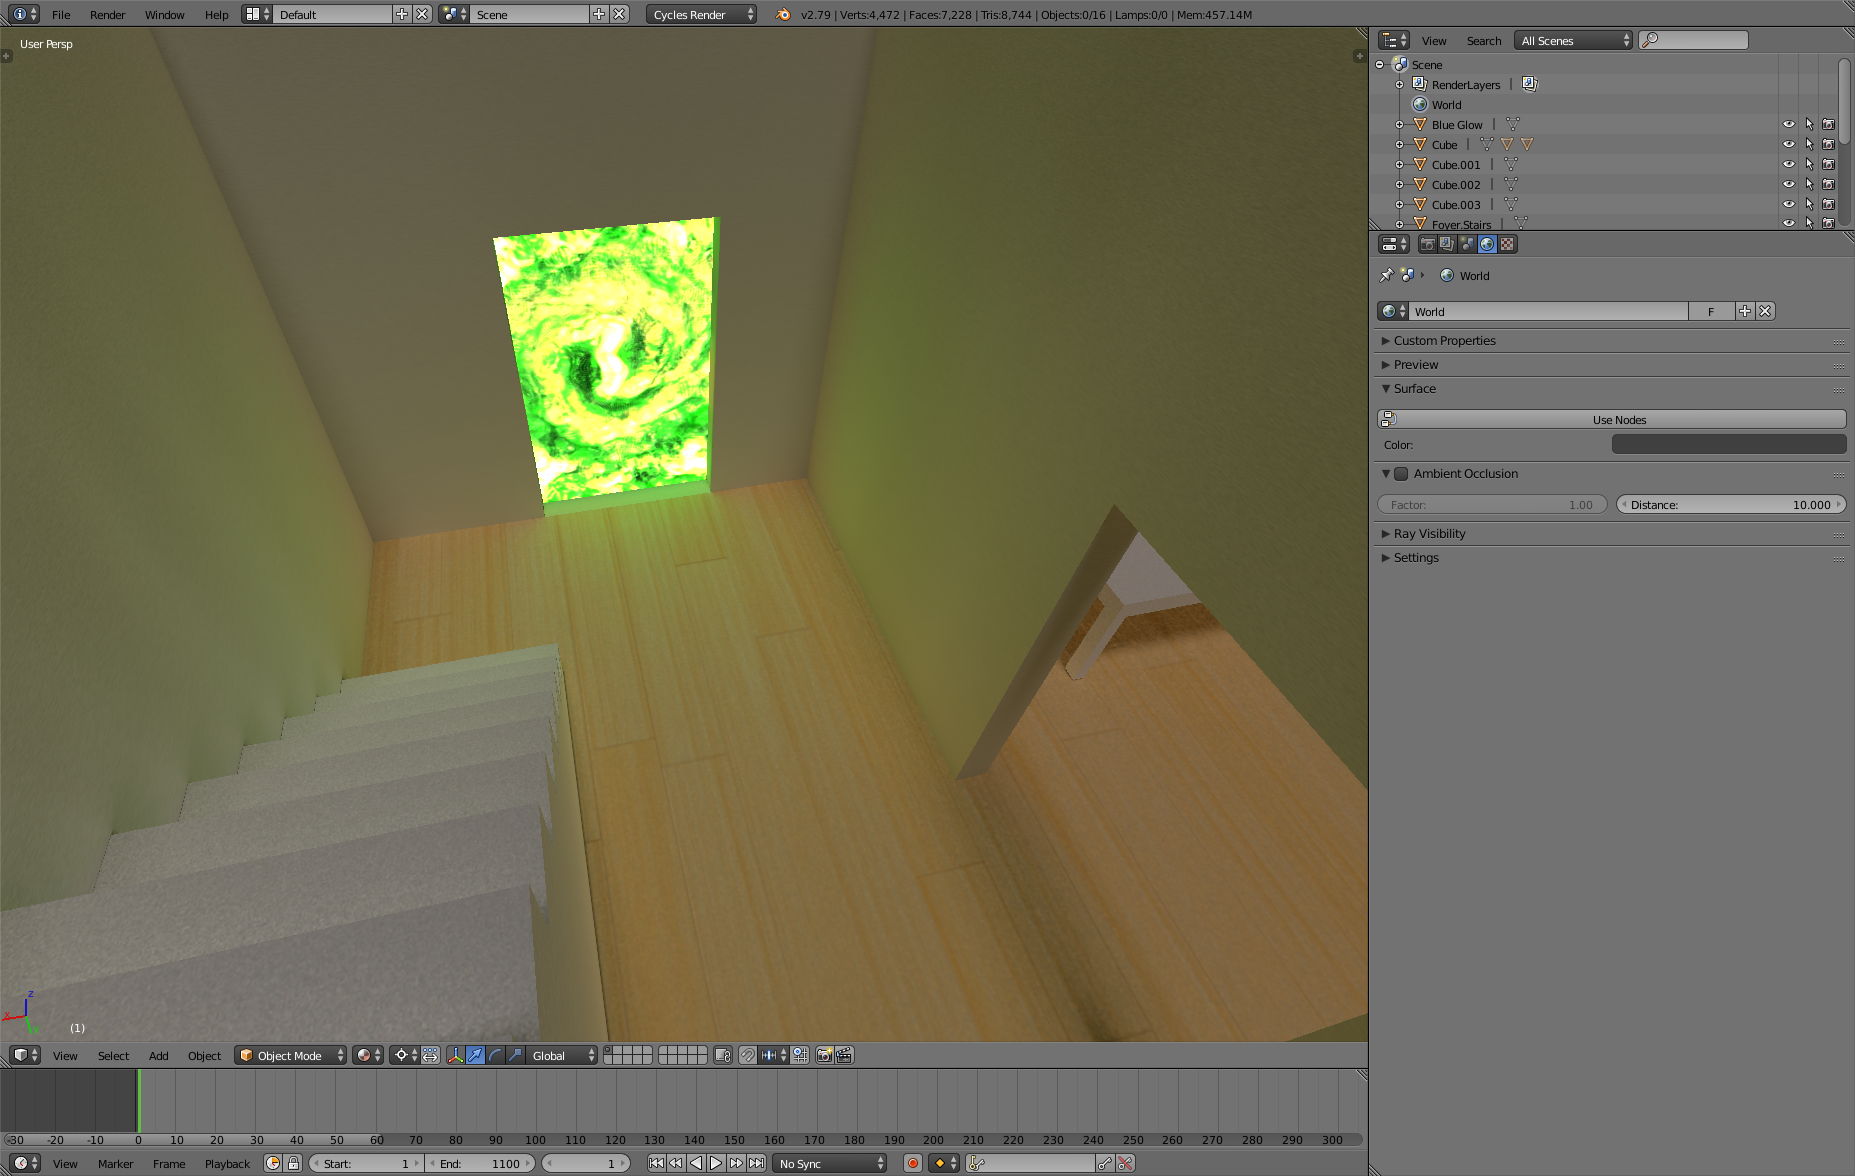 File Render Window Help Default Scene Cycles Render v2.79 | Verts:4,472 | Faces:7,228 | Tris:8,744 | Objects:0/16 | Lamps:0/0 | Mem:457.14M
User Persp
View Search All Scenes
Scene
RenderLayers |
World
Blue Glow |
Cube |
Cube.001 |
Cube.002 |
Cube.003 |
Foyer.Stairs |
World
World F
Custom Properties
Preview
Surface
Use Nodes
Color:
Ambient Occlusion
Factor: 1.00 Distance: 10.000
Ray Visibility
Settings
z
x
y
(1)
View Select Add Object Object Mode Global
-30 -20 -10 0 10 20 30 40 50 60 70 80 90 100 110 120 130 140 150 160 170 180 190 200 210 220 230 240 250 260 270 280 290 300
View Marker Frame Playback Start: 1 End: 1100 1 No Sync